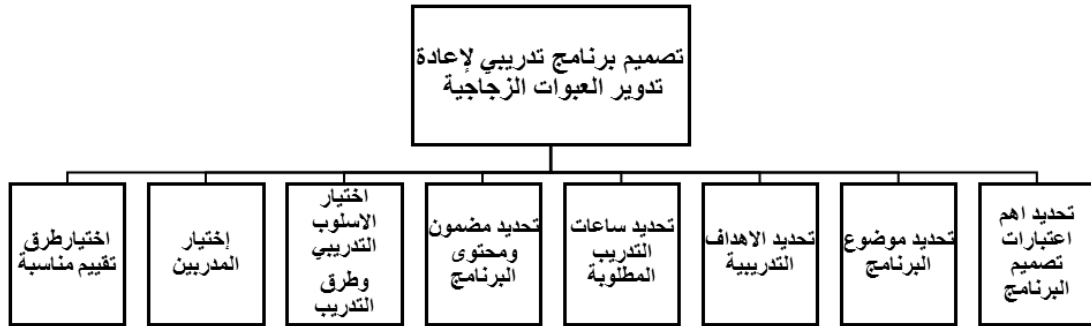 تصميم برنامج تدريبي لإعادة
تدوير العبوات الزجاجية
تحديد اهم
اعتبارات
تصميم
البرنامج
تحديد موضوع
البرنامج
تحديد الاهداف
التدريبية
تحديد ساعات
التدريب
المطلوبة
تحديد مضمون
ومحتوى
البرنامج
اختيار
الاسلوب
التدريبي
وطرق
التدريب
إختيار
المدربين
اختيارطرق
تقييم مناسبة